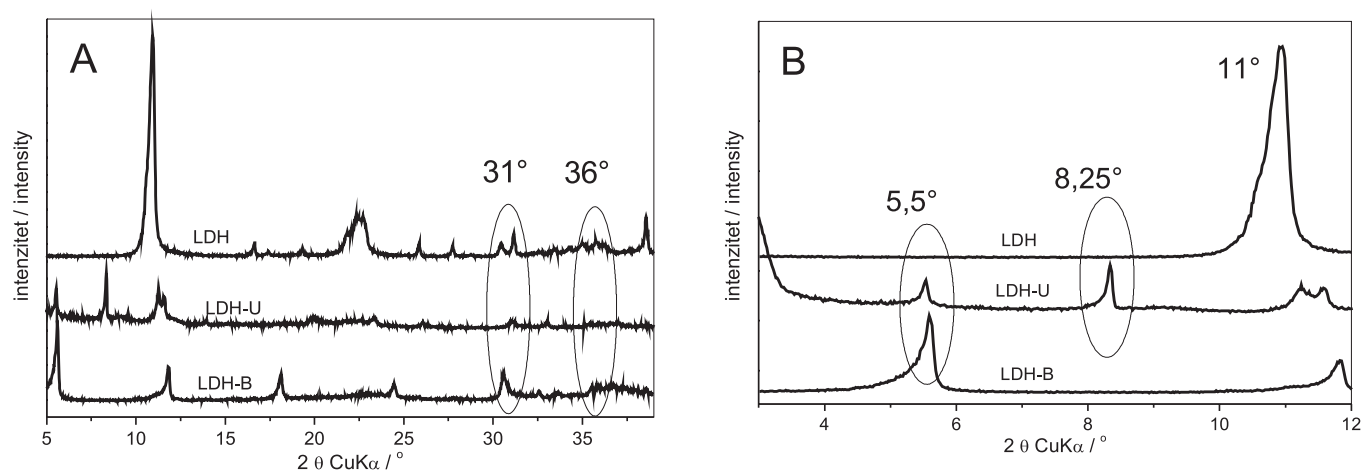 A
31°
36°
LDH
LDH-U
LDH-B
intenzitet / intensity
5
10
15
20
25
30
35
2 θ CuKα / °
B
11°
8,25°
5,5°
LDH
LDH-U
LDH-B
intenzitet / intensity
4
6
8
10
12
2 θ CuKα / °